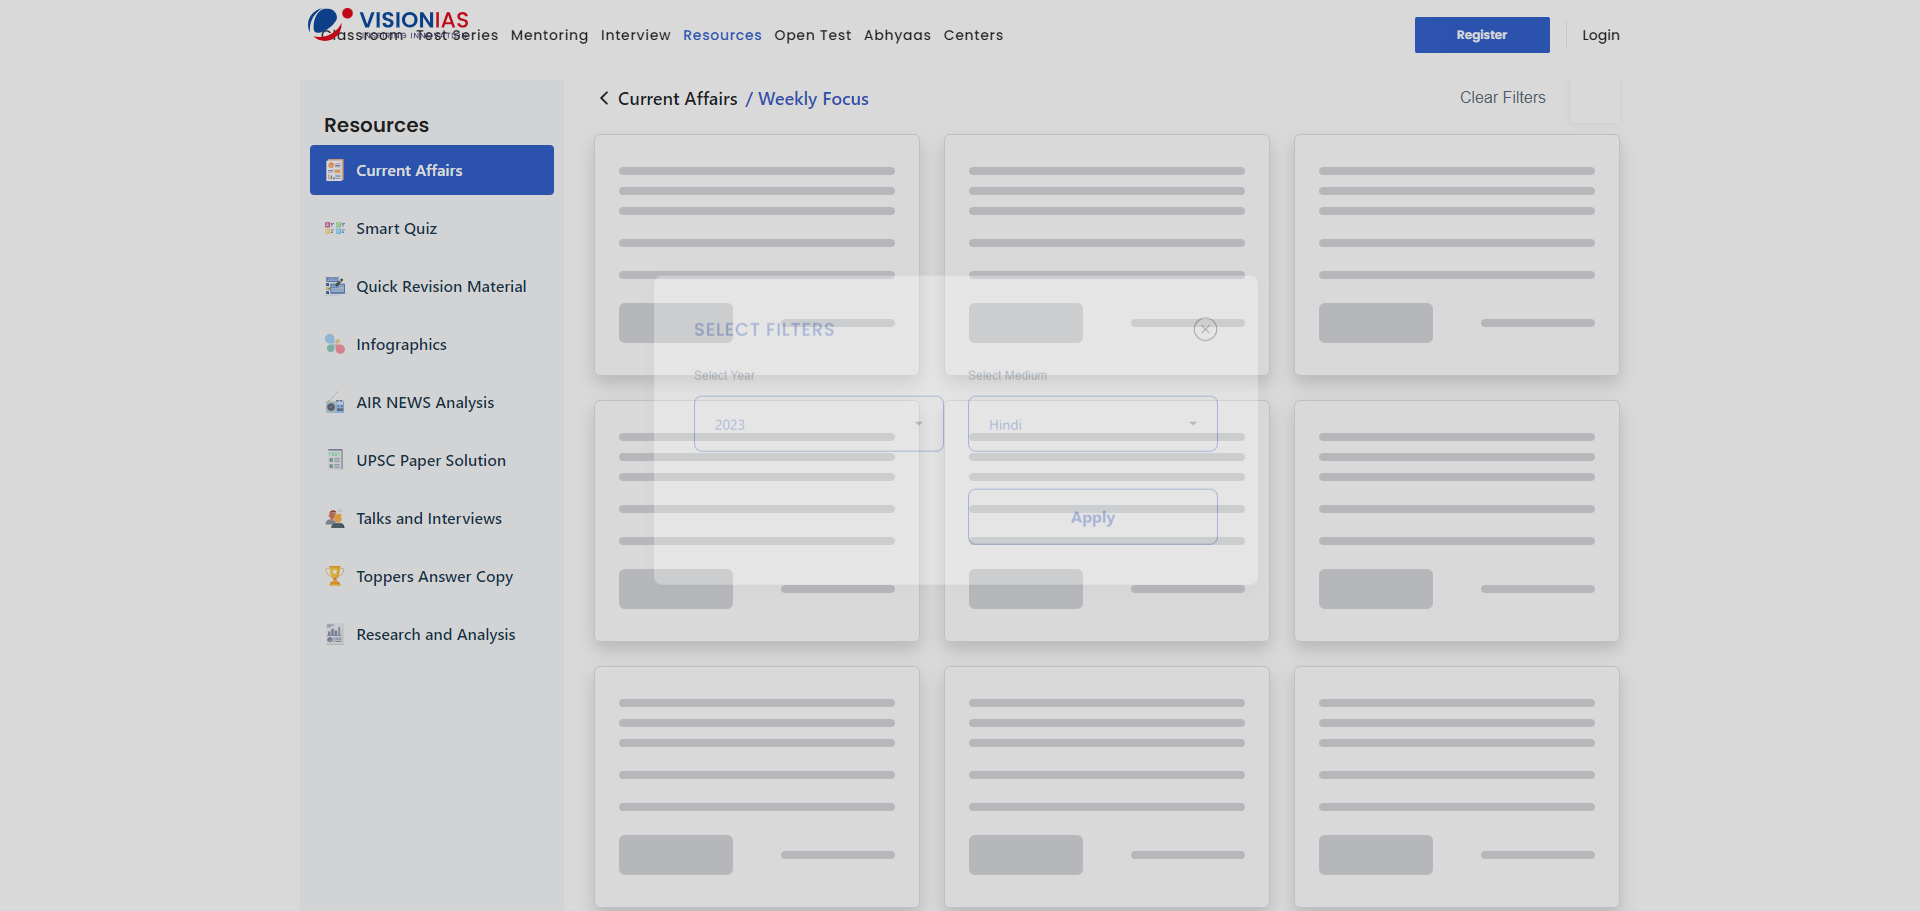 VISIONIAS
INSPIRING INNOVATION
Classroom Test Series Mentoring Interview Resources Open Test Abhyaas Centers
Register
Login
Current Affairs / Weekly Focus
Clear Filters
Resources
Current Affairs
Smart Quiz
Quick Revision Material
Infographics
AIR NEWS Analysis
UPSC Paper Solution
Talks and Interviews
Toppers Answer Copy
Research and Analysis
SELECT FILTERS
Select Year
Select Medium
2023
Hindi
Apply